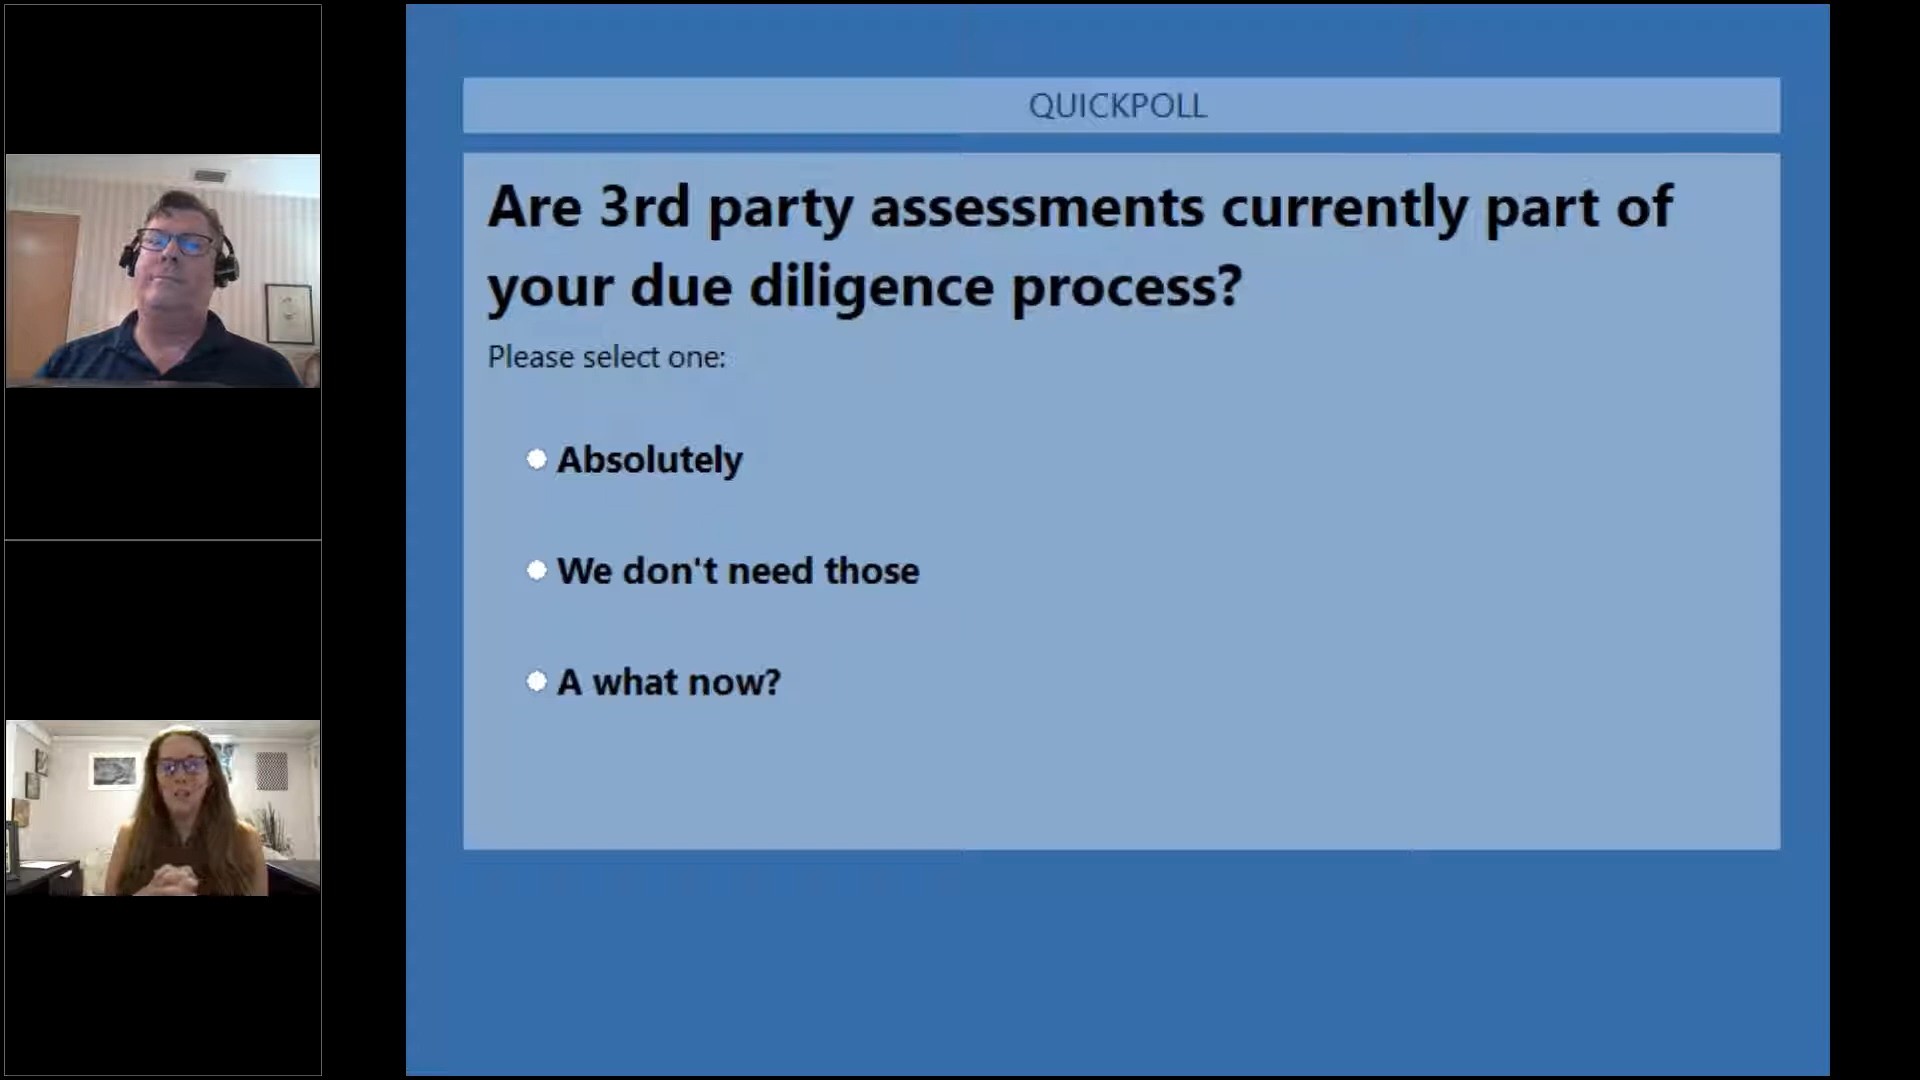 QUICKPOLL
Are 3rd party assessments currently part of
your due diligence process?
Please select one:
Absolutely
We don't need those
A what now?